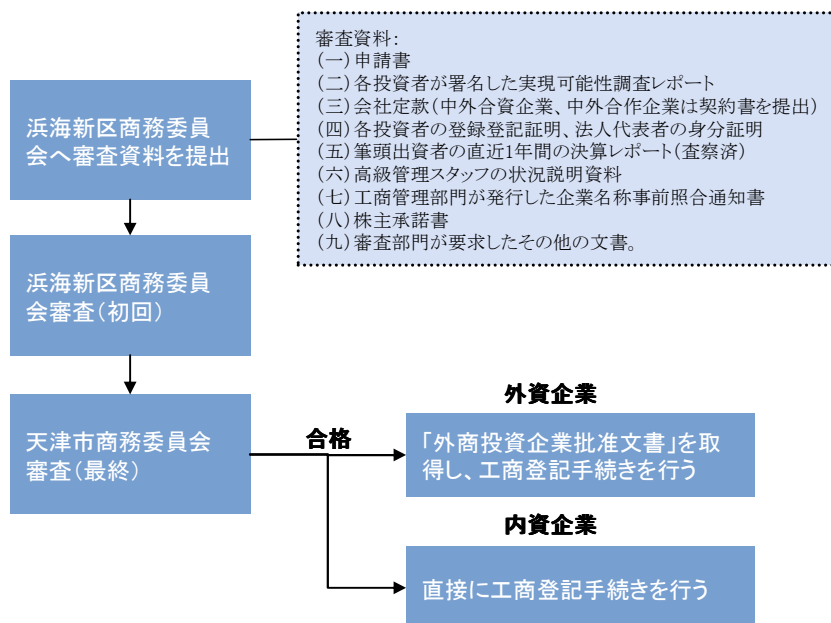 審査資料：
(一)申請書
(二)各投資者が署名した実現可能性調査レポート
(三)会社定款(中外合資企業、中外合作企業は契約書を提出)
(四)各投資者の登録登記証明、法人代表者の身分証明
(五)筆頭出資者の直近1年間の決算レポート(査察済)
(六)高級管理スタッフの状況説明資料
(七)工商管理部門が発行した企業名称事前照合通知書
(八)株主承諾書
(九)審査部門が要求したその他の文書。
浜海新区商務委員
会へ審査資料を提出
浜海新区商務委員
会審査(初回)
天津市商務委員会
審査(最終)
合格
外資企業
「外商投資企業批准文書」を取
得し、工商登記手続きを行う
内資企業
直接に工商登記手続きを行う